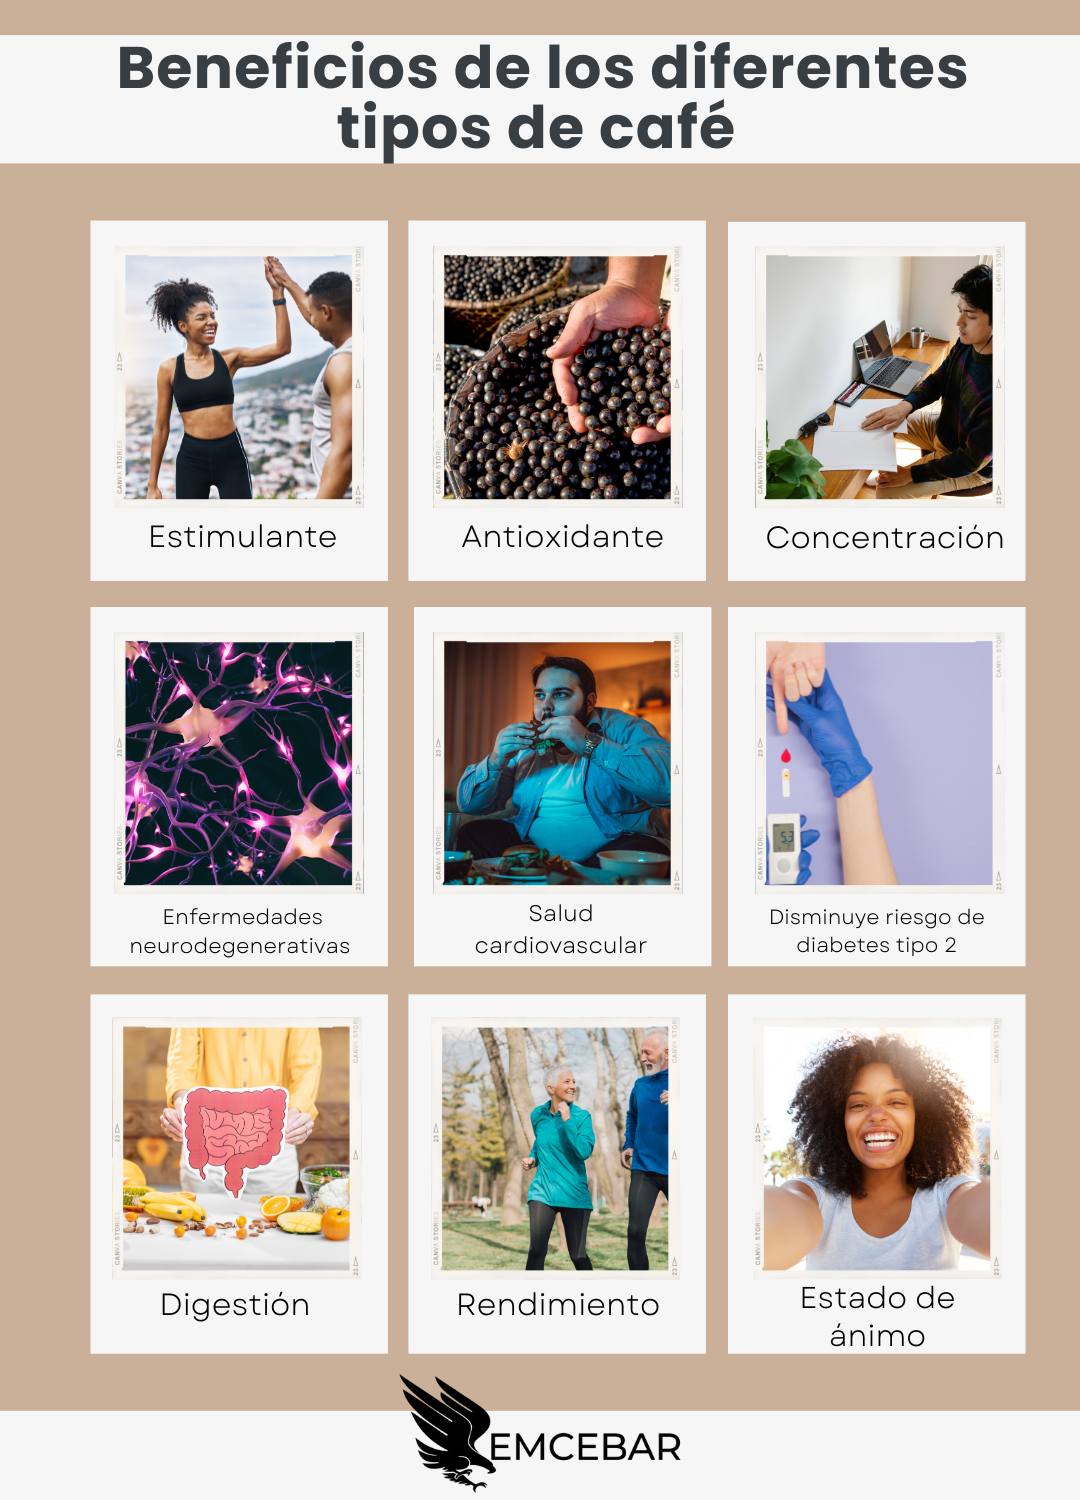 Beneficios de los diferentes
tipos de café
Estimulante
Antioxidante
Concentración
Enfermedades
neurodegenerativas
Salud
cardiovascular
Disminuye riesgo de
diabetes tipo 2
Digestión
Rendimiento
Estado de
ánimo
EMCEBAR